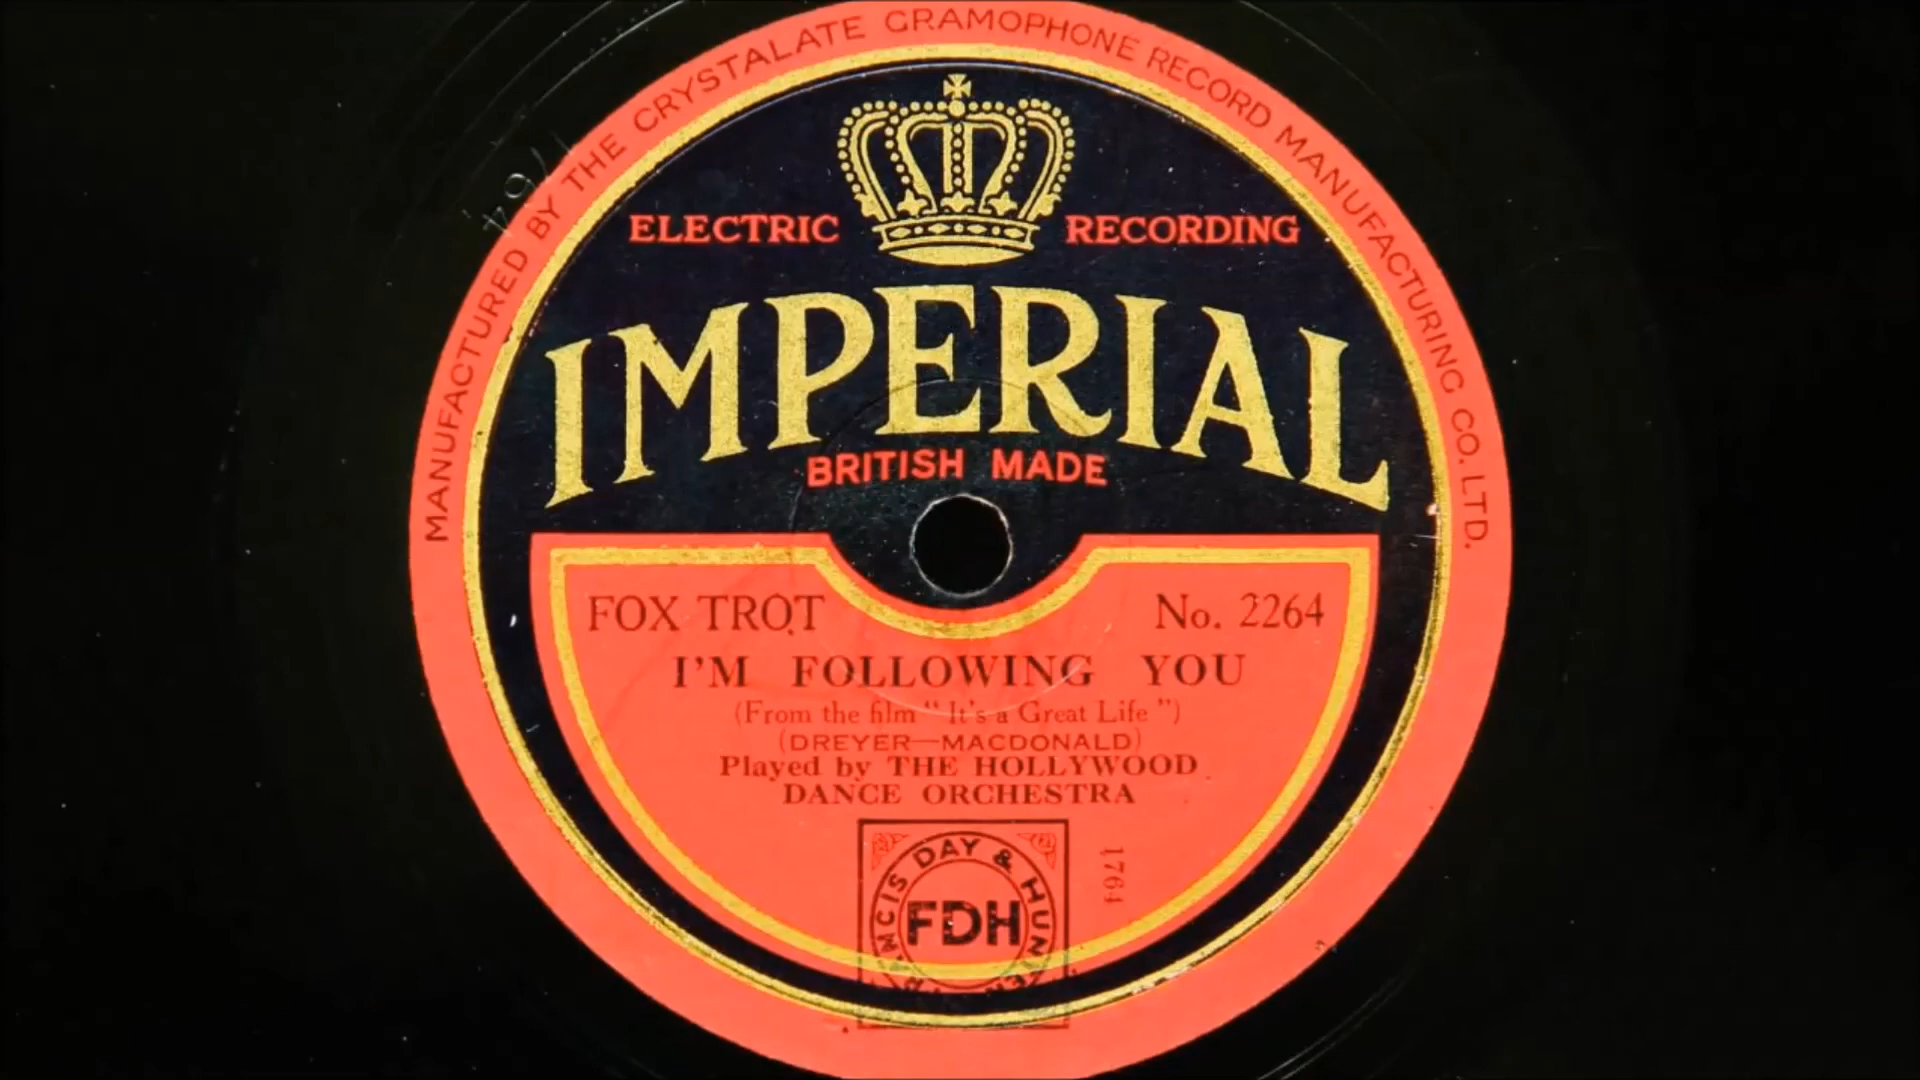 MANUFACTURED BY THE CRYSTALATE GRAMOPHONE RECORD MANUFACTURING CO. LTD.
ELECTRIC RECORDING
IMPERIAL
BRITISH MADE
FOX TROT No. 2264
I'M FOLLOWING YOU
(From the film "It's a Great Life")
(DREYER—MACDONALD)
Played by THE HOLLYWOOD
DANCE ORCHESTRA
DAY &
FDH
1764